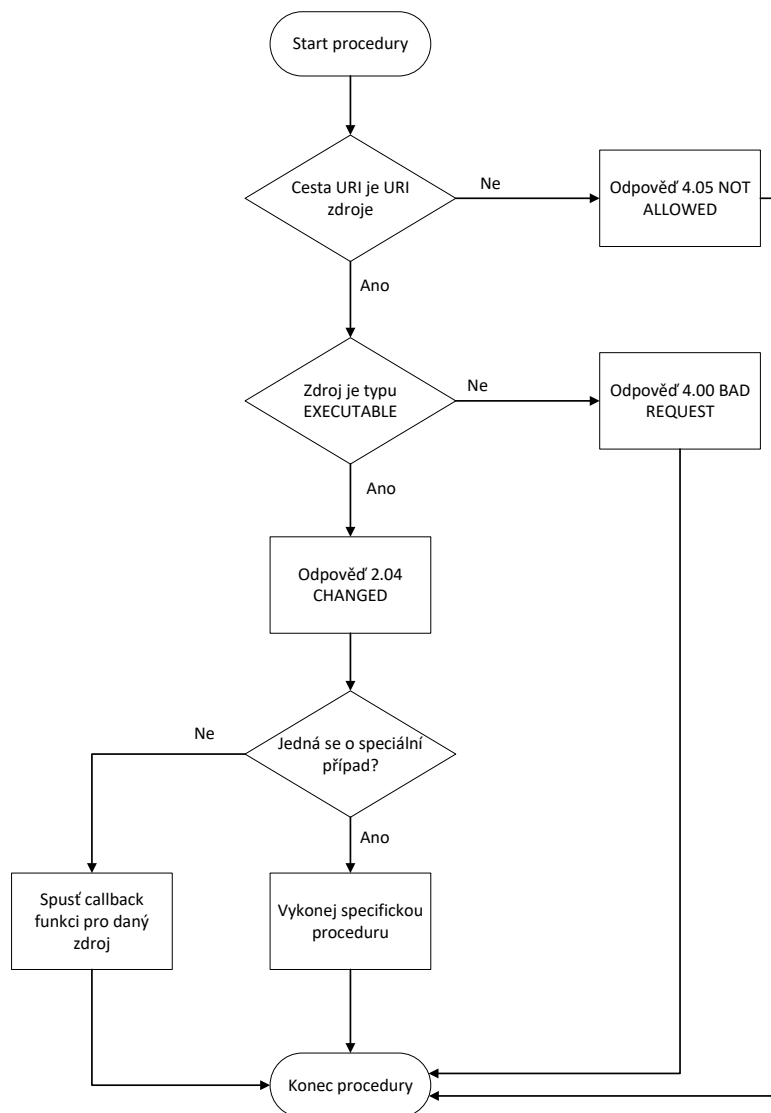 Start procedury
Cesta URI je URI
zdroje
Ne
Odpověď 4.05 NOT
ALLOWED
Ano
Zdroj je typu
EXECUTABLE
Ne
Odpověď 4.00 BAD
REQUEST
Ano
Odpověď 2.04
CHANGED
Ne
Jedná se o speciální
případ?
Ano
Spusť callback
funkci pro daný
zdroj
Vykonej specifickou
proceduru
Konec procedury